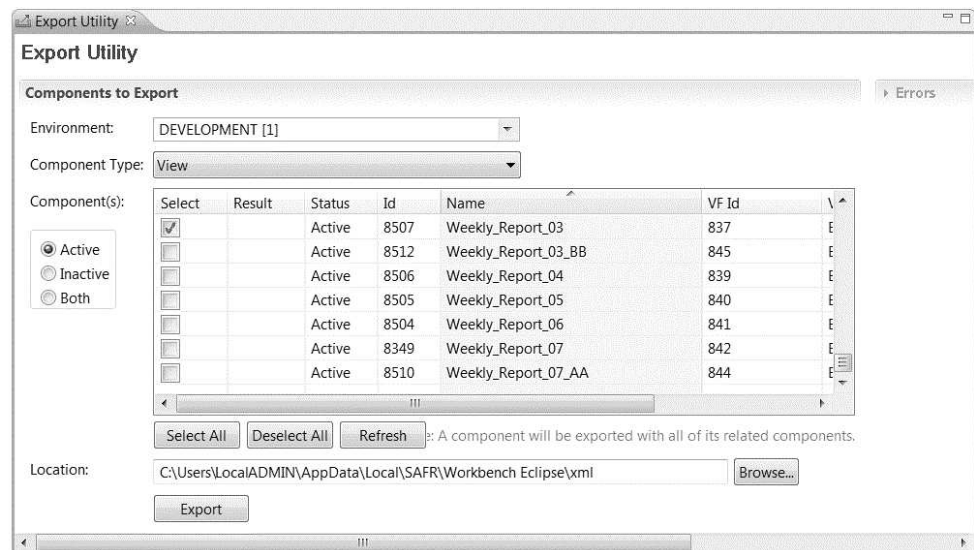 Export Utility
Export Utility
Components to Export
Errors
Environment: DEVELOPMENT [1]
Component Type: View
Component(s):
Select Result Status Id Name VF Id
Active 8507 Weekly_Report_03 837
Active 8512 Weekly_Report_03_BB 845
Active 8506 Weekly_Report_04 839
Active 8505 Weekly_Report_05 840
Active 8504 Weekly_Report_06 841
Active 8349 Weekly_Report_07 842
Active 8510 Weekly_Report_07_AA 844
Active
Inactive
Both
Select All Deselect All Refresh e: A component will be exported with all of its related components.
Location: C:\Users\LocalADMIN\AppData\Local\SAFR\Workbench Eclipse\xml Browse...
Export